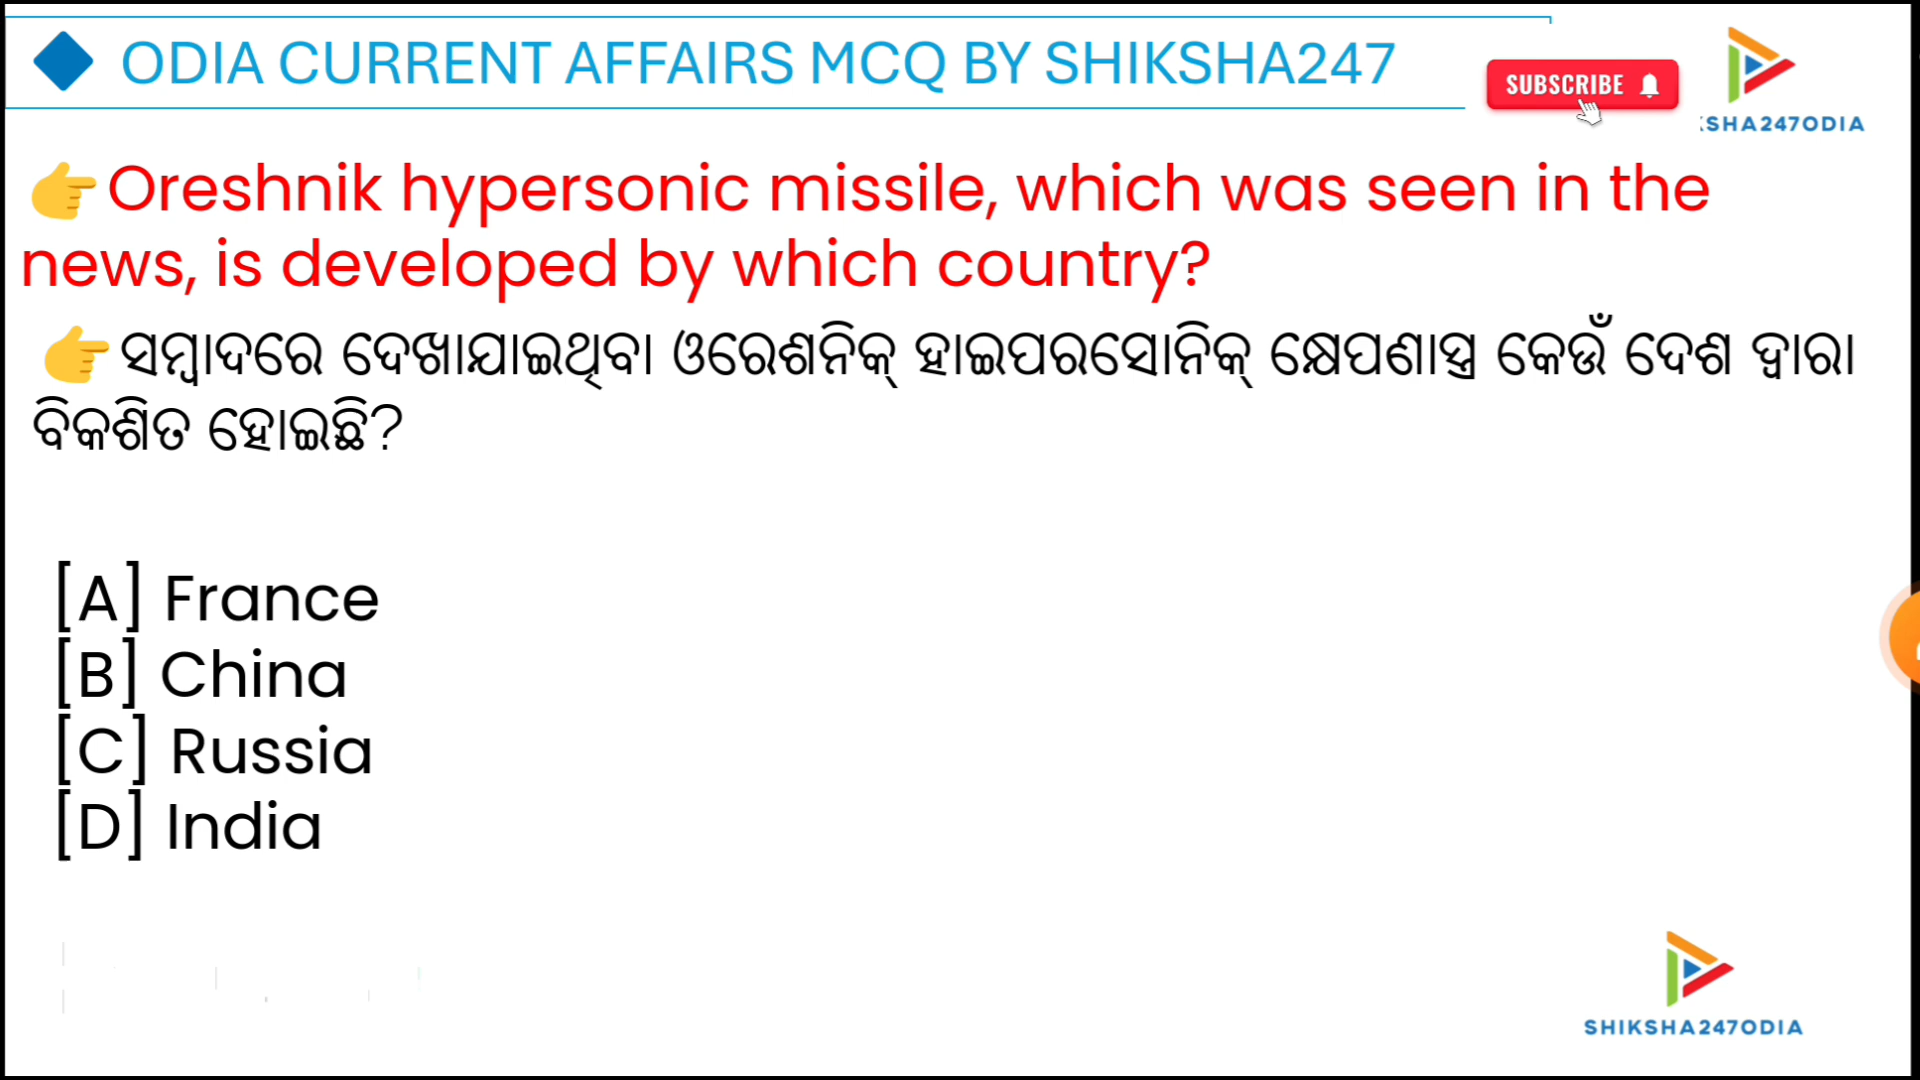 ODIA CURRENT AFFAIRS MCQ BY SHIKSHA247
SUBSCRIBE
SHA247ODIA
👉Oreshnik hypersonic missile, which was seen in the
news, is developed by which country?
👉ସମ୍ବାଦରେ ଦେଖାଯାଇଥିବା ଓରେଶନିକ୍ ହାଇପରସୋନିକ୍ କ୍ଷେପଣାସ୍ତ୍ର କେଉଁ ଦେଶ ଦ୍ୱାରା
ବିକଶିତ ହୋଇଛି?
[A] France
[B] China
[C] Russia
[D] India
SHIKSHA247ODIA